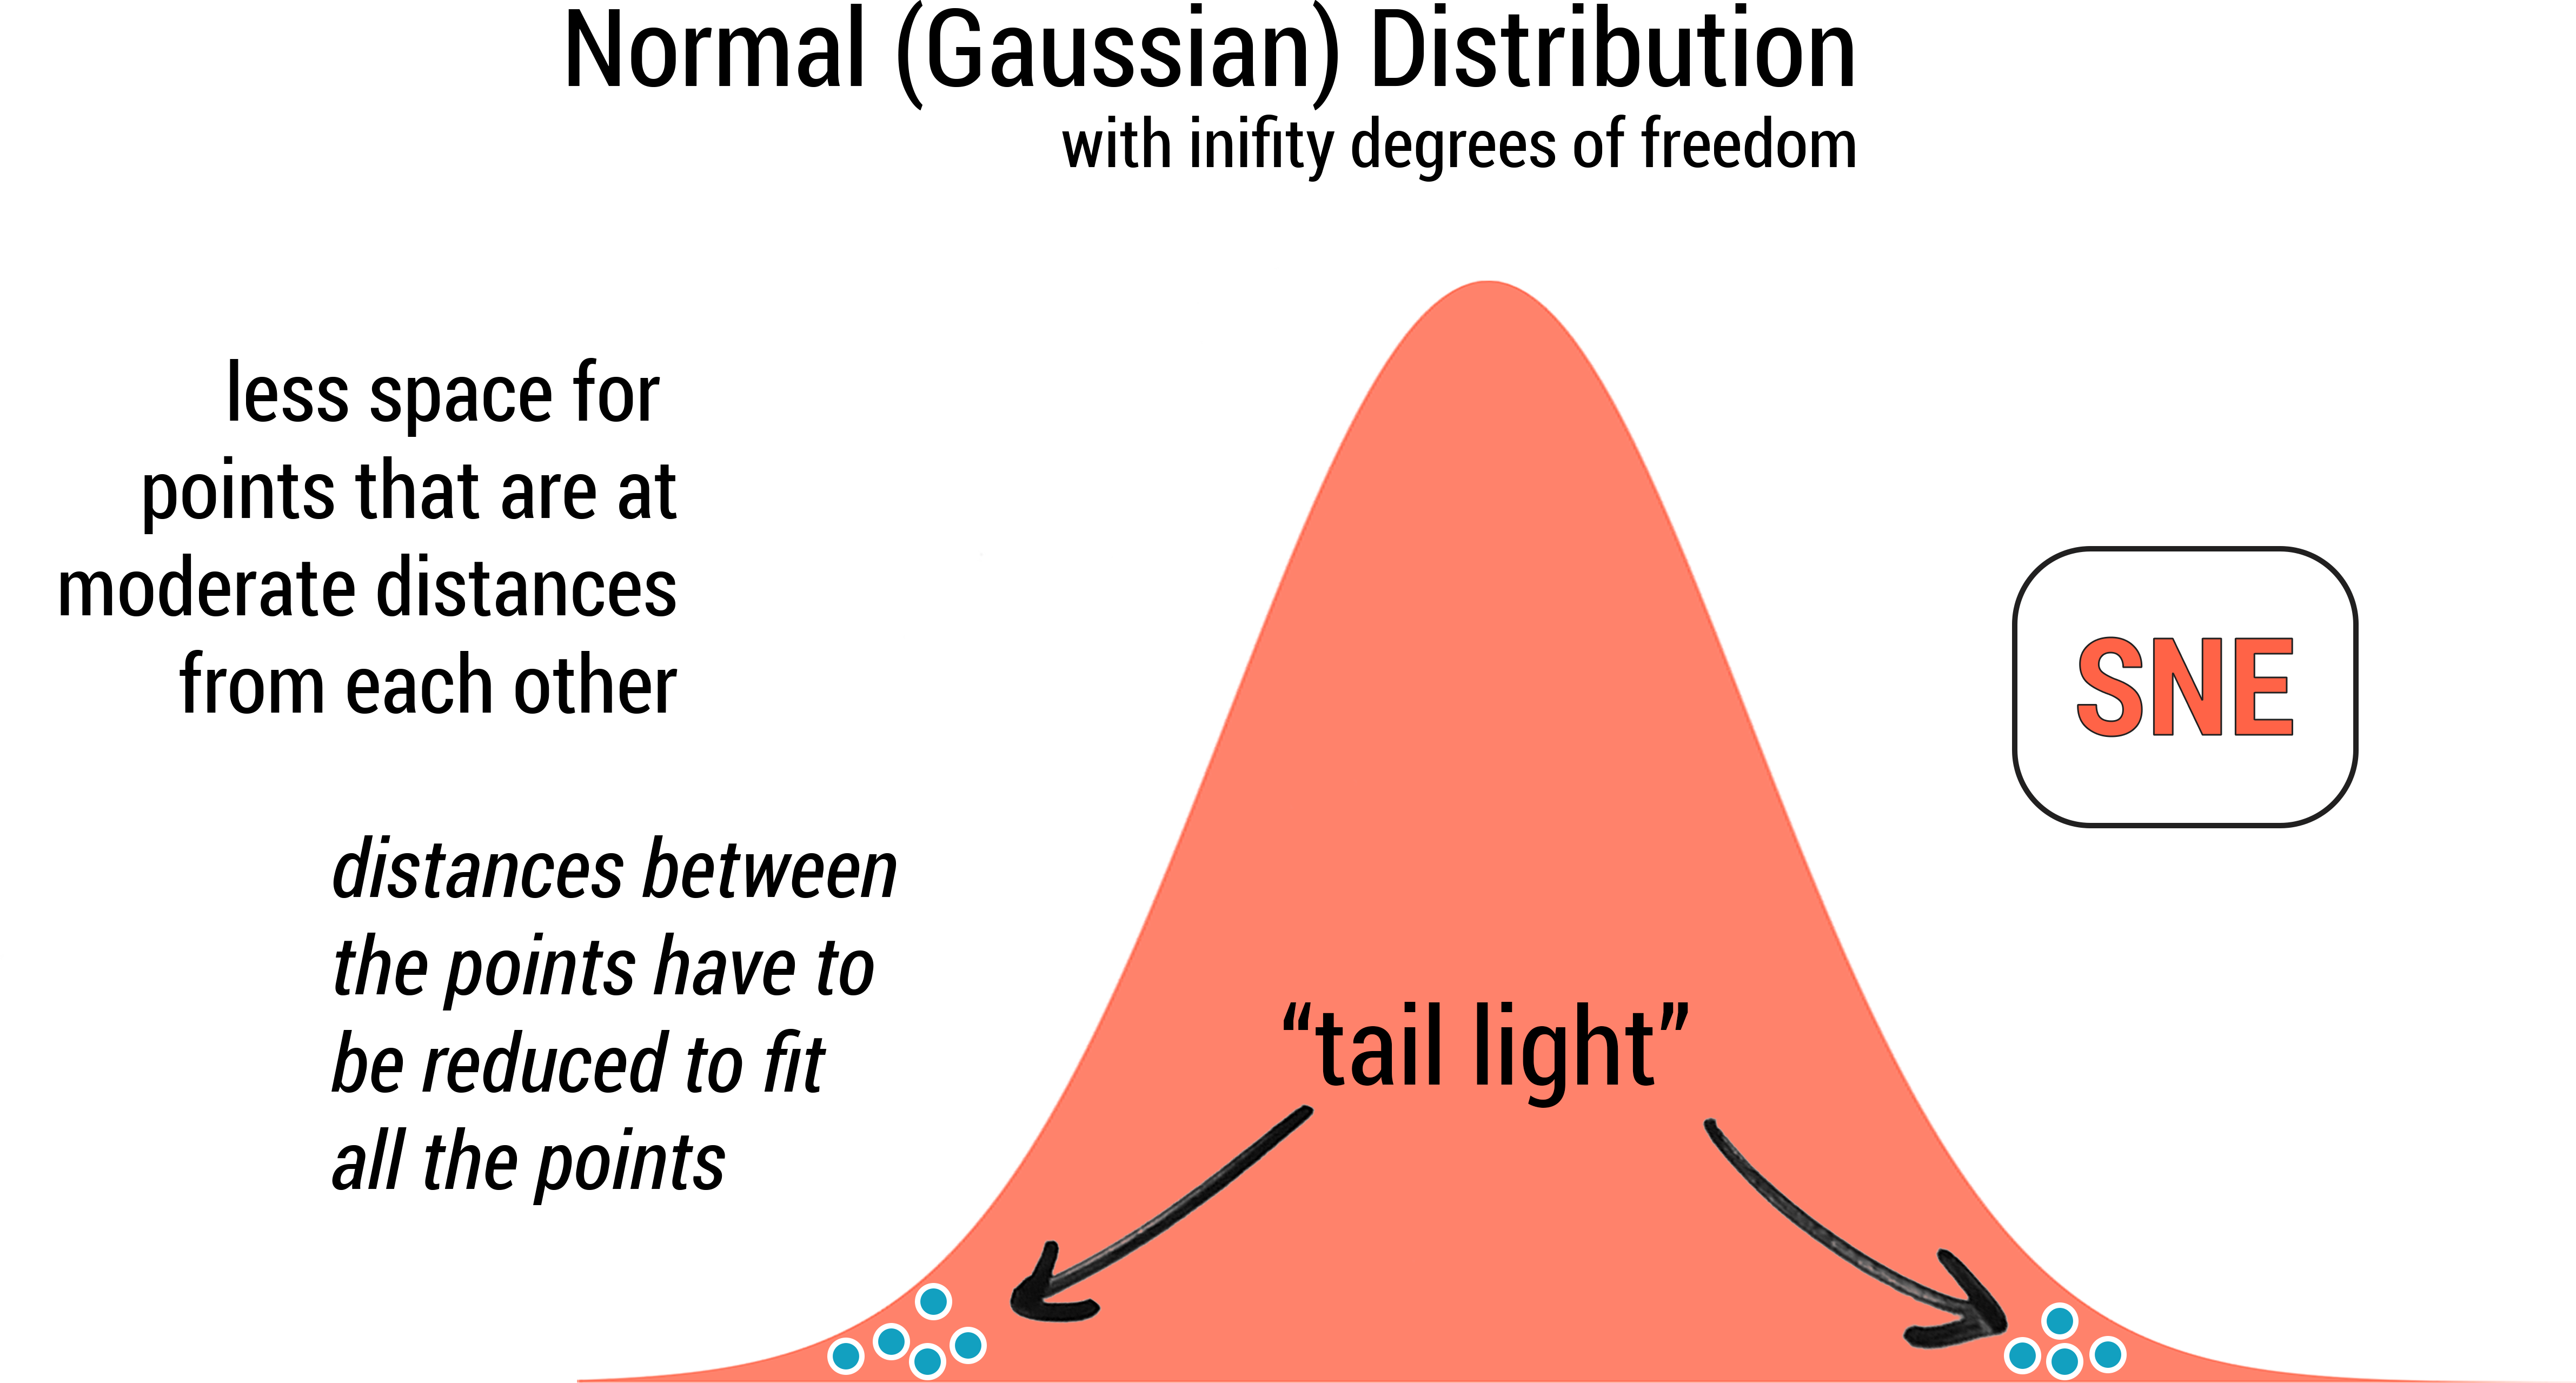 Normal (Gaussian) Distribution
with inifity degrees of freedom
less space for
points that are at
moderate distances
from each other
SNE
distances between
the points have to
be reduced to fit
all the points
“tail light”